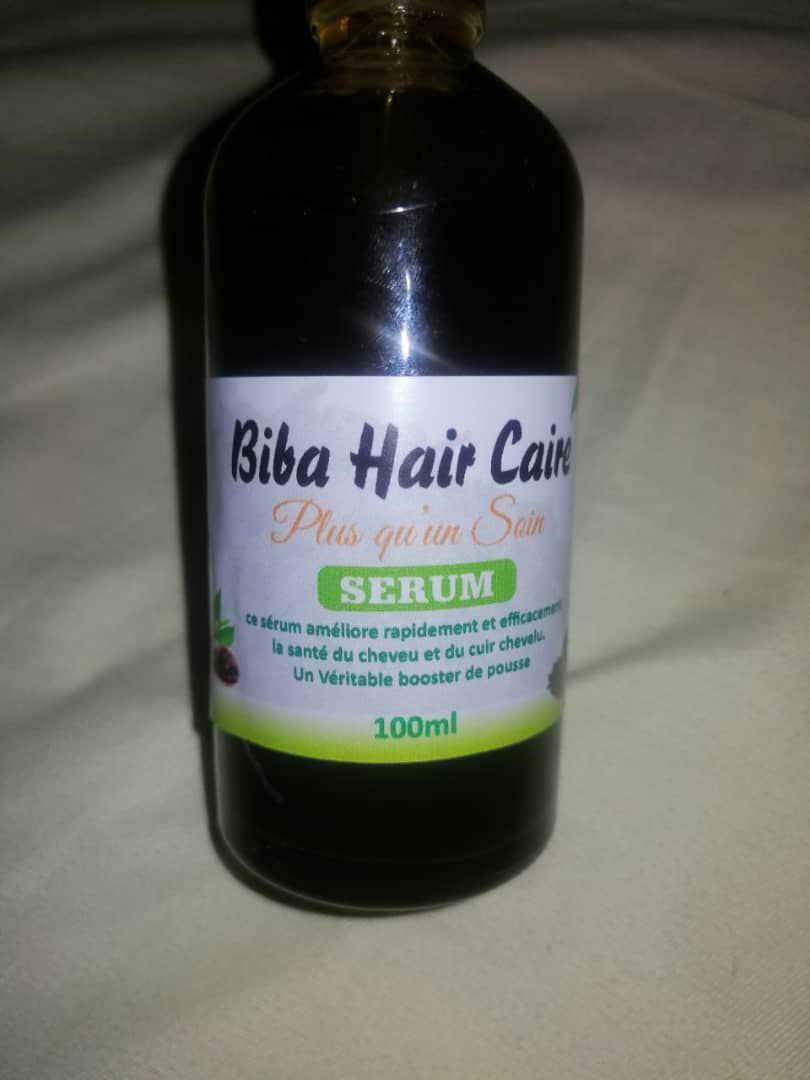 Biba Hair Caire
Plus qu'un Soin
SERUM
ce sérum améliore rapidement et efficacement
la santé du cheveu et du cuir chevelu.
Un Véritable booster de pousse
100ml